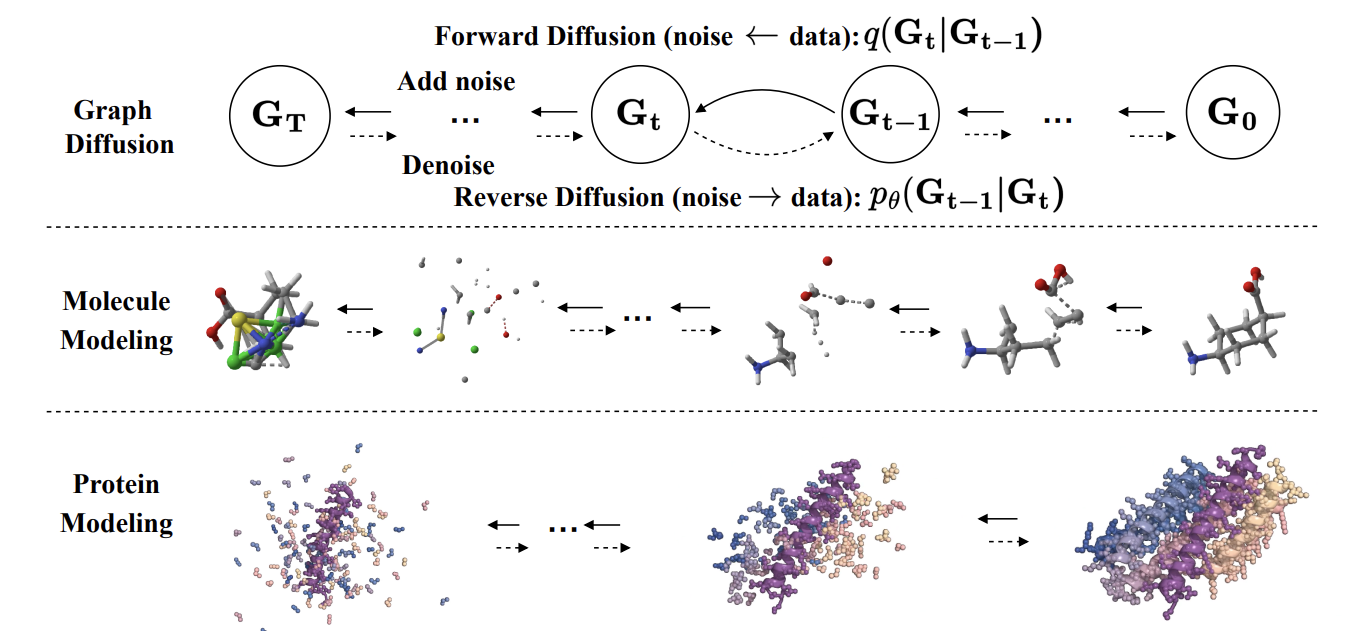 Forward Diffusion (noise ← data): q(G_t|G_{t−1})
Graph Diffusion
Add noise
G_T ... G_t G_{t−1} ... G_0
Denoise
Reverse Diffusion (noise → data): p_θ(G_{t−1}|G_t)
Molecule
Modeling
...
Protein
Modeling
...